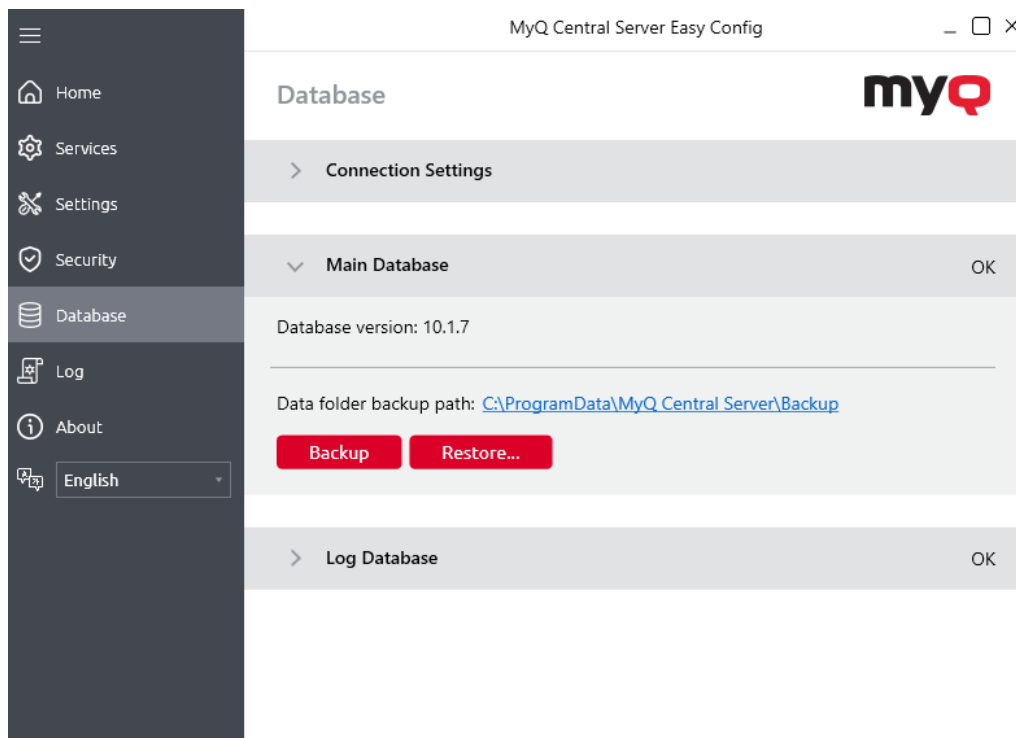 MyQ Central Server Easy Config
Home
Services
Settings
Security
Database
Log
About
English
Database
myQ
Connection Settings
Main Database OK
Database version: 10.1.7
Data folder backup path: C:\ProgramData\MyQ Central Server\Backup
Backup Restore...
Log Database OK